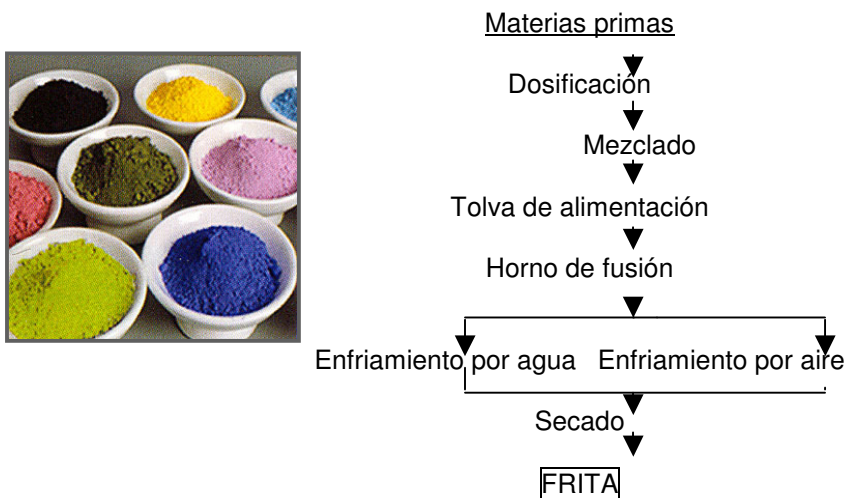 Materias primas
Dosificación
Mezclado
Tolva de alimentación
Horno de fusión
Enfriamiento por agua Enfriamiento por aire
Secado
FRITA